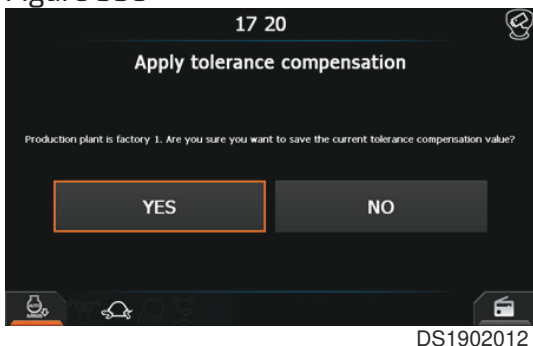 17 20
Apply tolerance compensation
Production plant is factory 1. Are you sure you want to save the current tolerance compensation value?
YES
NO
AUTO
DS1902012